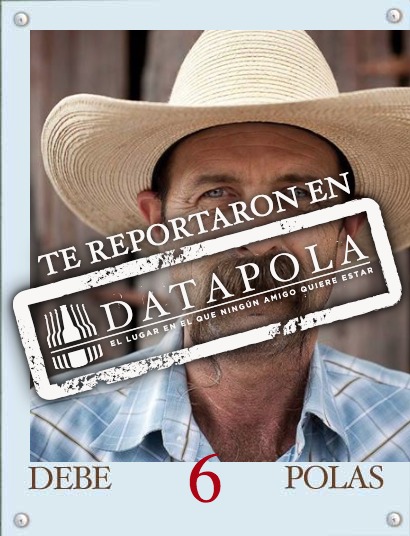 TE REPORTARON EN
DATAPOLA
EL LUGAR EN EL QUE NINGÚN AMIGO QUIERE ESTAR
DEBE 6 POLAS